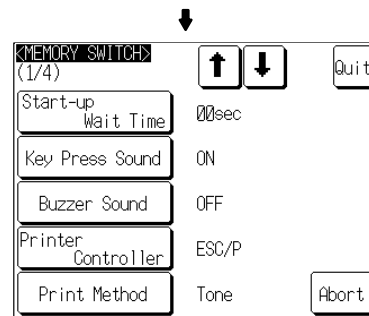 <MEMORY SWITCH>
(1/4)
Quit
Start-up
Wait Time
00sec
Key Press Sound
ON
Buzzer Sound
OFF
Printer
Controller
ESC/P
Print Method
Tone
Abort